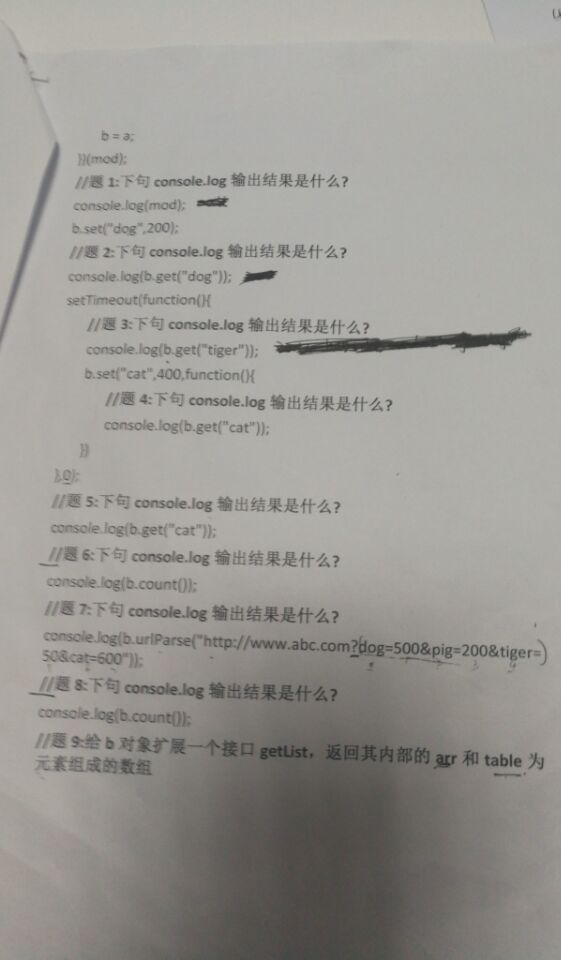 b = a;
}}(mod);
//题 1:下句 console.log 输出结果是什么?
console.log(mod);
b.set("dog",200);
//题 2:下句 console.log 输出结果是什么?
console.log(b.get("dog"));
setTimeout(function(){
//题 3:下句 console.log 输出结果是什么?
console.log(b.get("tiger"));
b.set("cat",400,function(){
//题 4:下句 console.log 输出结果是什么?
console.log(b.get("cat"));
})
},0);
//题 5:下句 console.log 输出结果是什么?
console.log(b.get("cat"));
//题 6:下句 console.log 输出结果是什么?
console.log(b.count());
//题 7:下句 console.log 输出结果是什么?
console.log(b.urlParse("http://www.abc.com?dog=500&pig=200&tiger=
50&cat=600"));
//题 8:下句 console.log 输出结果是什么?
console.log(b.count());
//题 9:给 b 对象扩展一个接口 getList，返回其内部的 arr 和 table 为
元素组成的数组